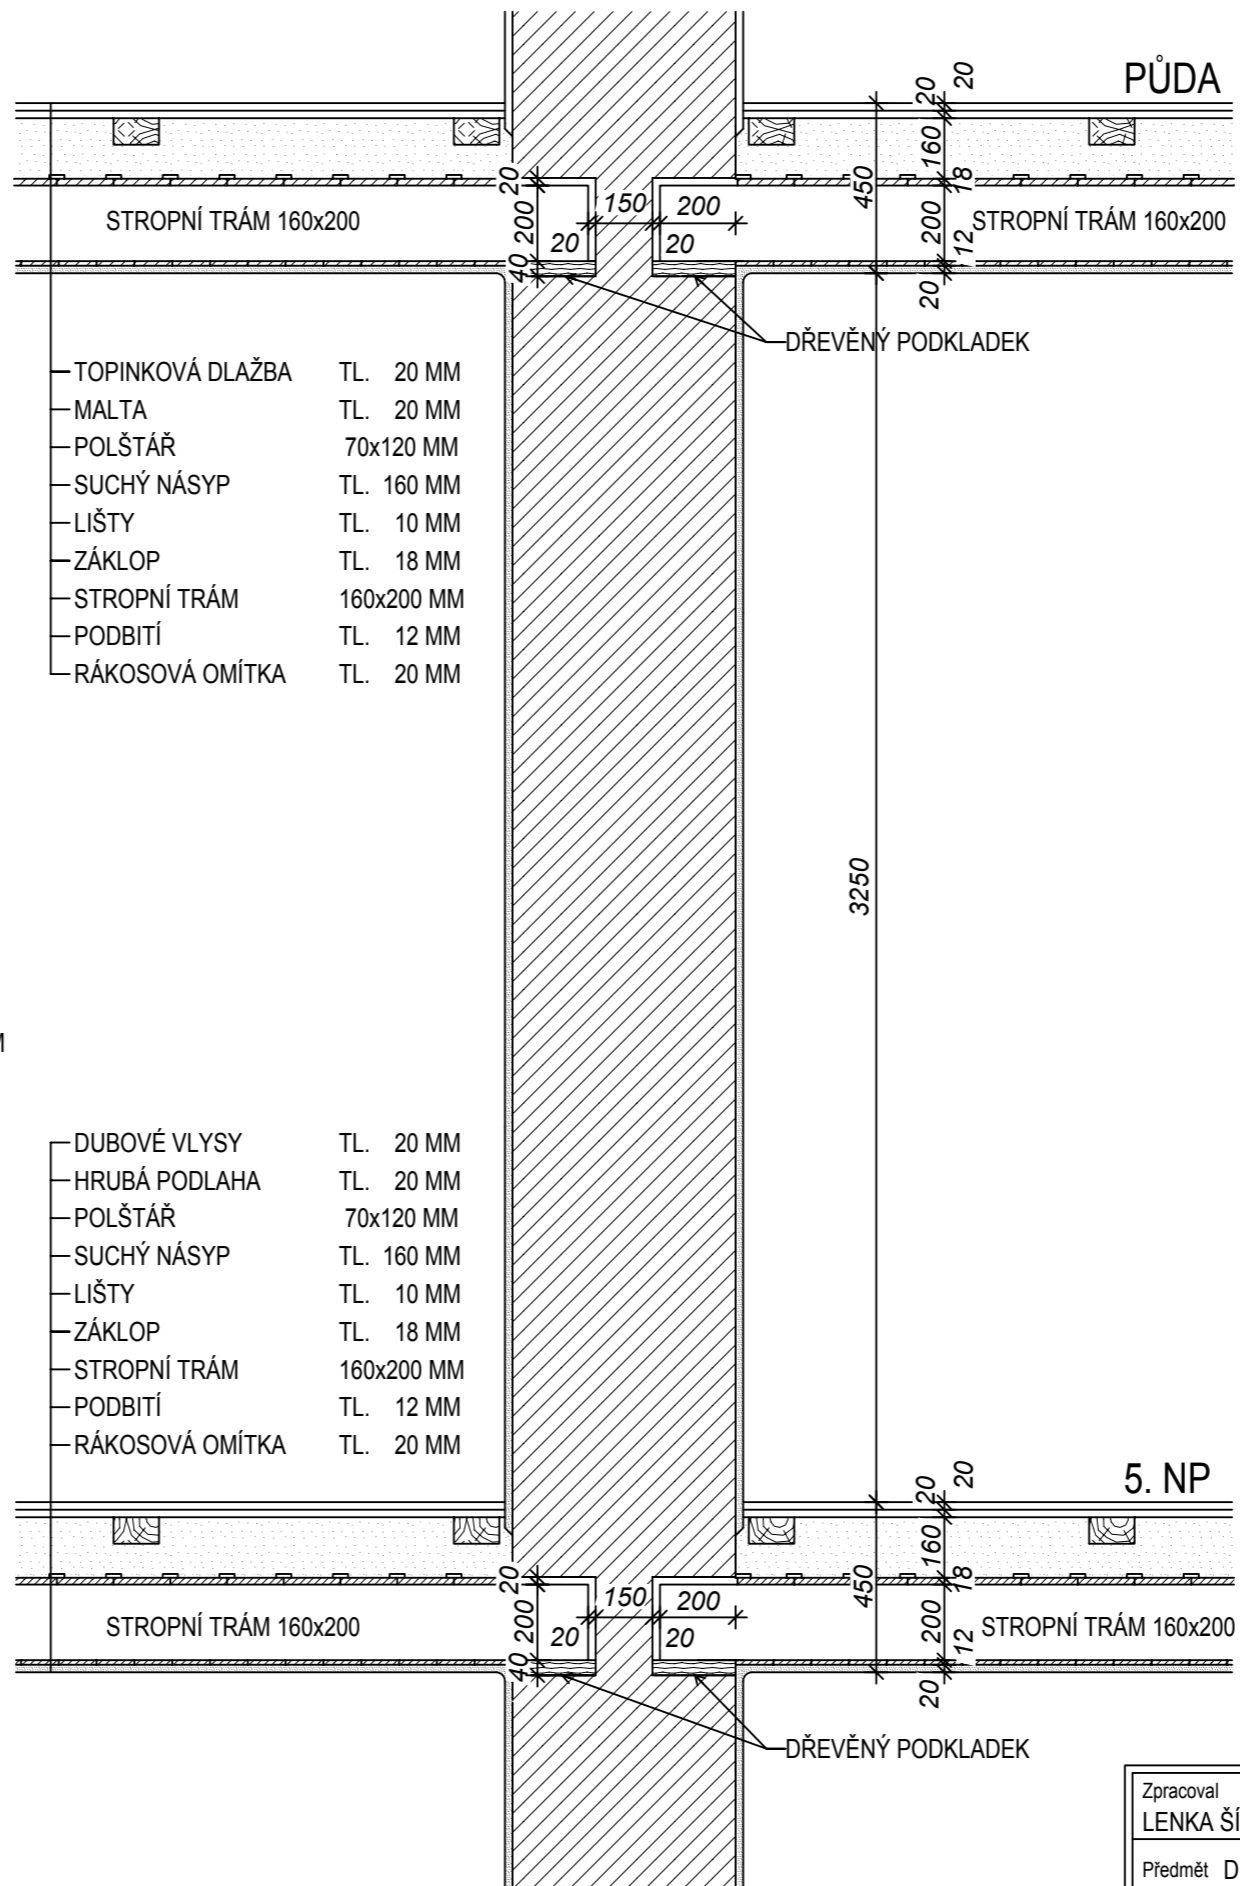 PŮDA
20
20
160
18
450
200
12
20
20
200
40
150
200
20
20
STROPNÍ TRÁM 160x200
STROPNÍ TRÁM 160x200
DŘEVĚNÝ PODKLADEK
TOPINKOVÁ DLAŽBA TL. 20 MM
MALTA TL. 20 MM
POLŠTÁŘ 70x120 MM
SUCHÝ NÁSYP TL. 160 MM
LIŠTY TL. 10 MM
ZÁKLOP TL. 18 MM
STROPNÍ TRÁM 160x200 MM
PODBITÍ TL. 12 MM
RÁKOSOVÁ OMÍTKA TL. 20 MM
3250
M
DUBOVÉ VLYSY TL. 20 MM
HRUBÁ PODLAHA TL. 20 MM
POLŠTÁŘ 70x120 MM
SUCHÝ NÁSYP TL. 160 MM
LIŠTY TL. 10 MM
ZÁKLOP TL. 18 MM
STROPNÍ TRÁM 160x200 MM
PODBITÍ TL. 12 MM
RÁKOSOVÁ OMÍTKA TL. 20 MM
5. NP
20
20
160
18
450
200
12
20
20
200
40
150
200
20
20
STROPNÍ TRÁM 160x200
STROPNÍ TRÁM 160x200
DŘEVĚNÝ PODKLADEK
Zpracoval
LENKA ŠÍ
Předmět D